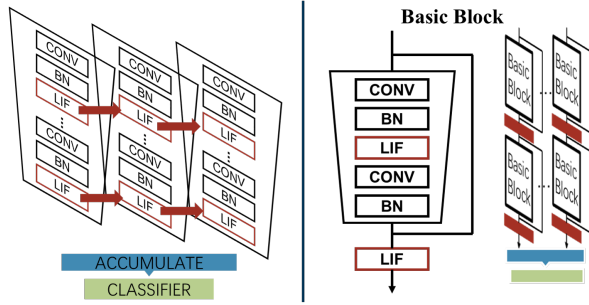 CONV
BN
LIF
⋮
CONV
BN
LIF
CONV
BN
LIF
⋮
CONV
BN
LIF
CONV
BN
LIF
⋮
CONV
BN
LIF
ACCUMULATE
CLASSIFIER
Basic Block
CONV
BN
LIF
CONV
BN
LIF
Basic
Block
...
Basic
Block
Basic
Block
...
Basic
Block